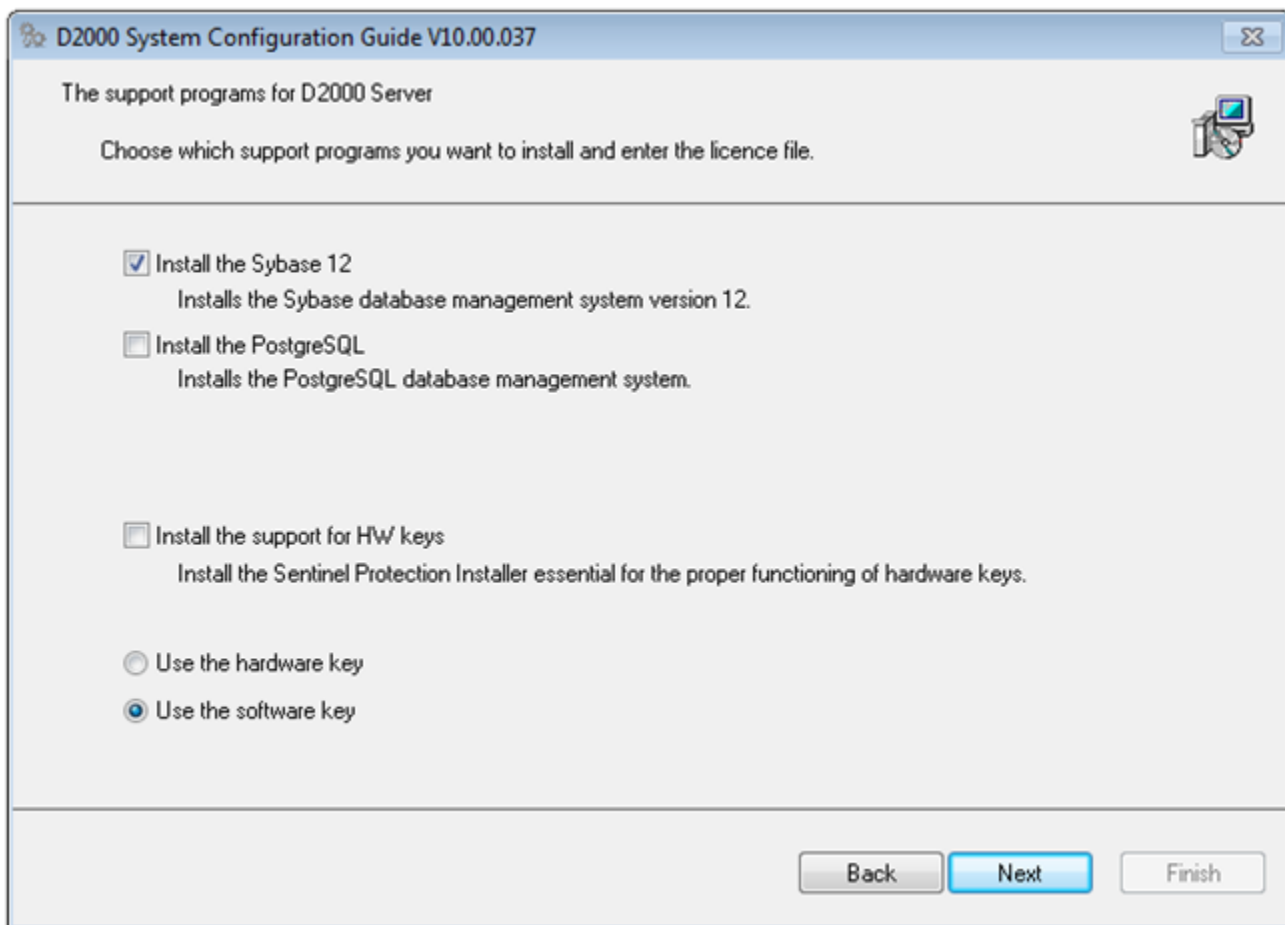 D2000 System Configuration Guide V10.00.037
The support programs for D2000 Server
Choose which support programs you want to install and enter the licence file.
Install the Sybase 12
Installs the Sybase database management system version 12.
Install the PostgreSQL
Installs the PostgreSQL database management system.
Install the support for HW keys
Install the Sentinel Protection Installer essential for the proper functioning of hardware keys.
Use the hardware key
Use the software key
Back Next Finish